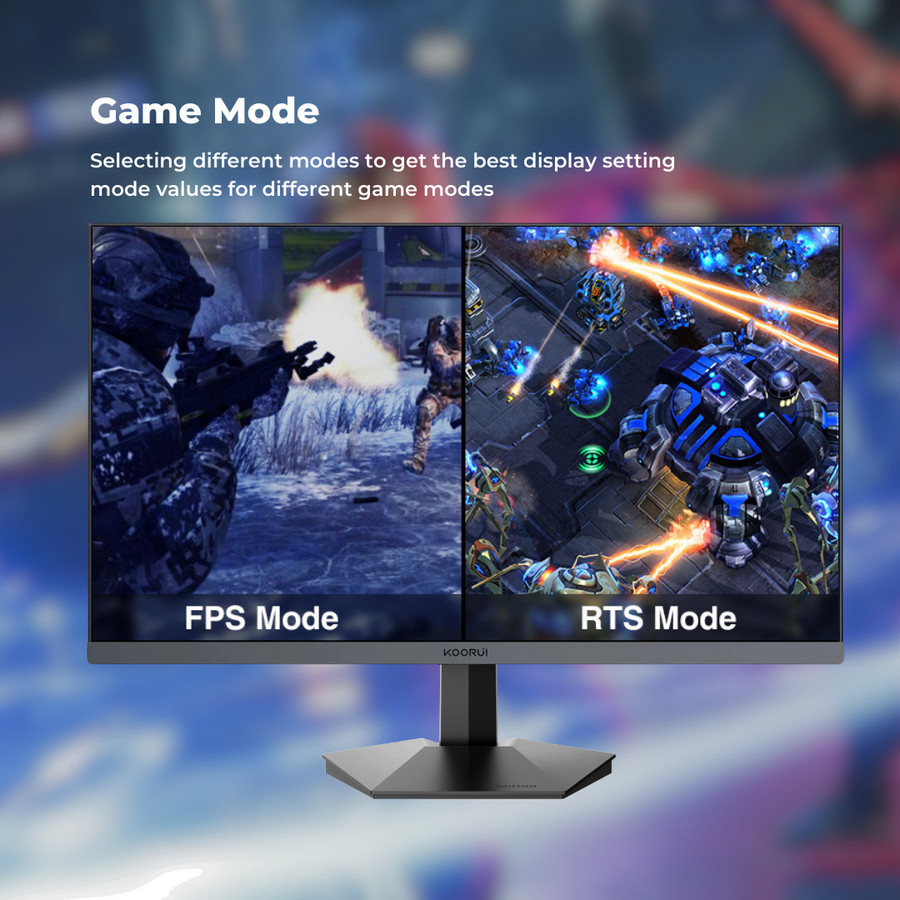 Game Mode
Selecting different modes to get the best display setting
mode values for different game modes
FPS Mode
RTS Mode
KOORUI